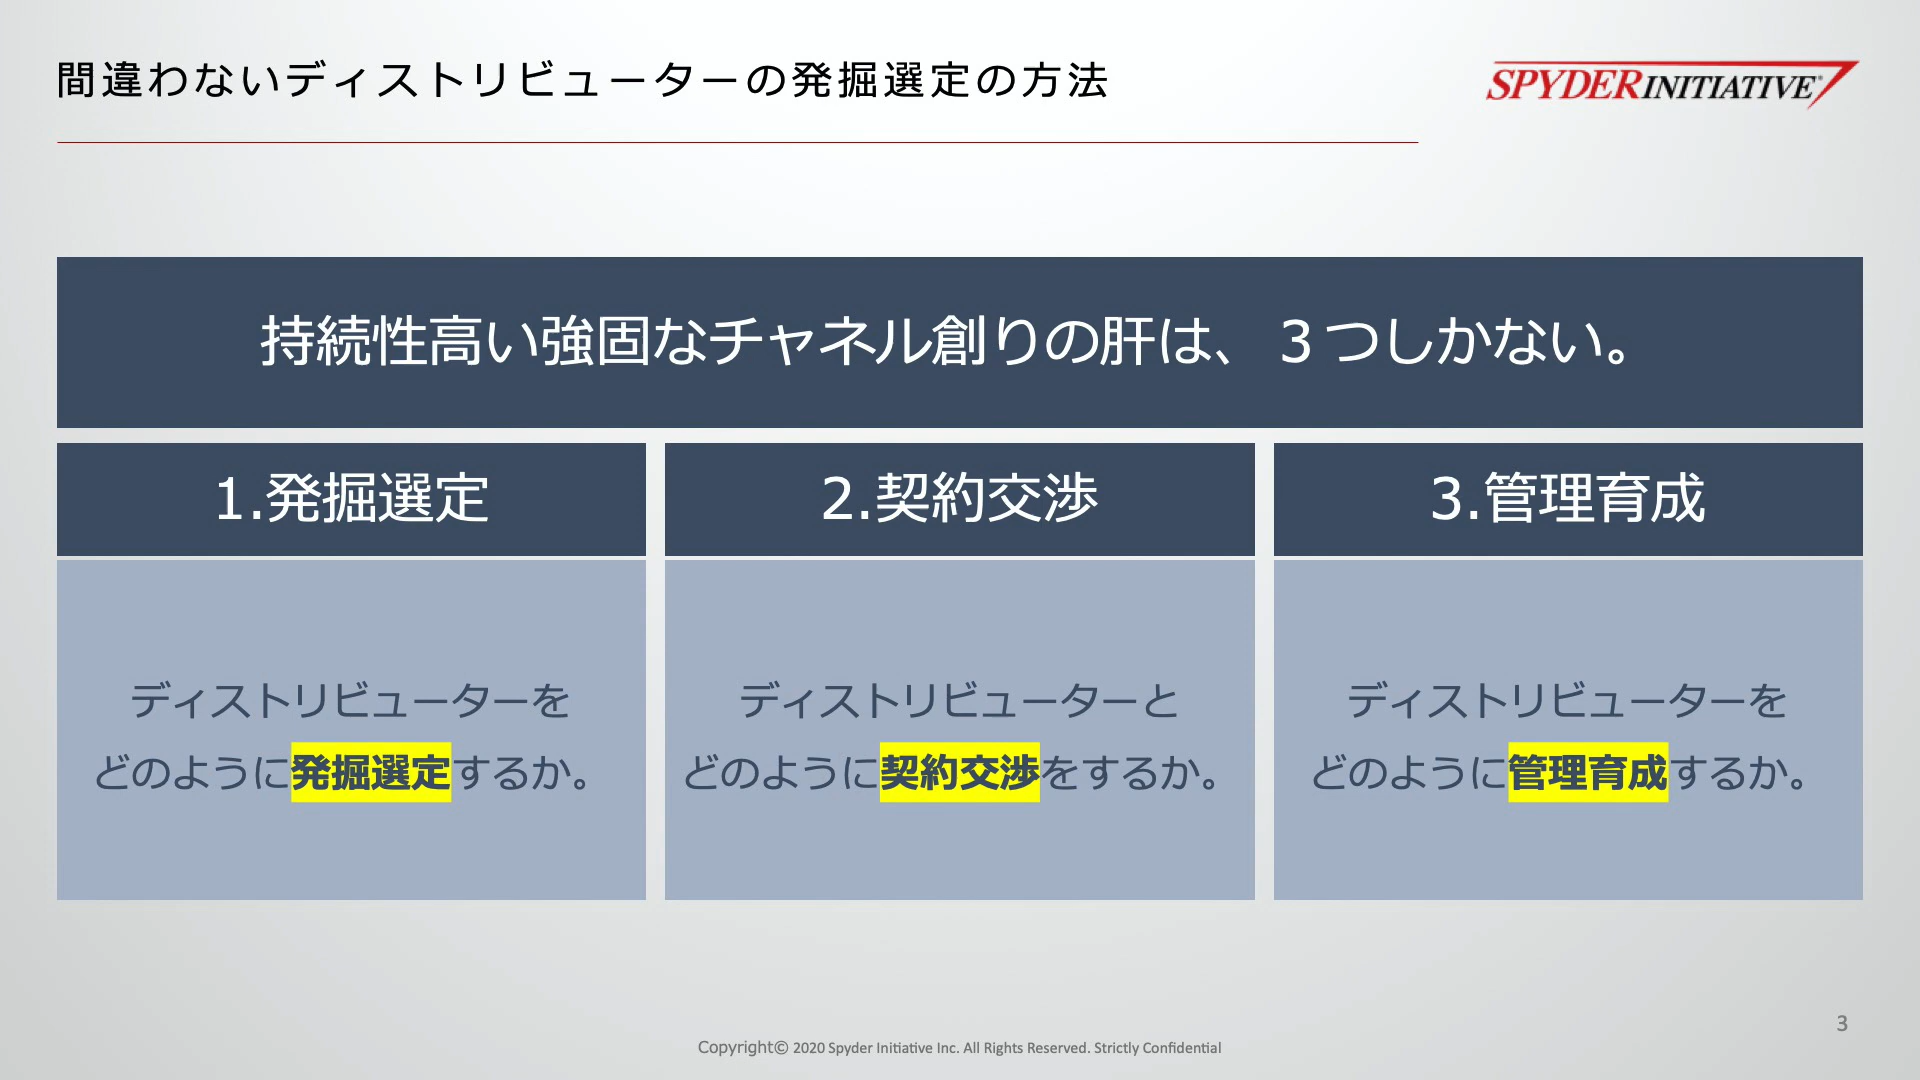 間違わないディストリビューターの発掘選定の方法
SPYDER INITIATIVE
持続性高い強固なチャネル創りの肝は、３つしかない。
1.発掘選定
ディストリビューターを
どのように発掘選定するか。
2.契約交渉
ディストリビューターと
どのように契約交渉をするか。
3.管理育成
ディストリビューターを
どのように管理育成するか。
3
Copyright© 2020 Spyder Initiative Inc. All Rights Reserved. Strictly Confidential